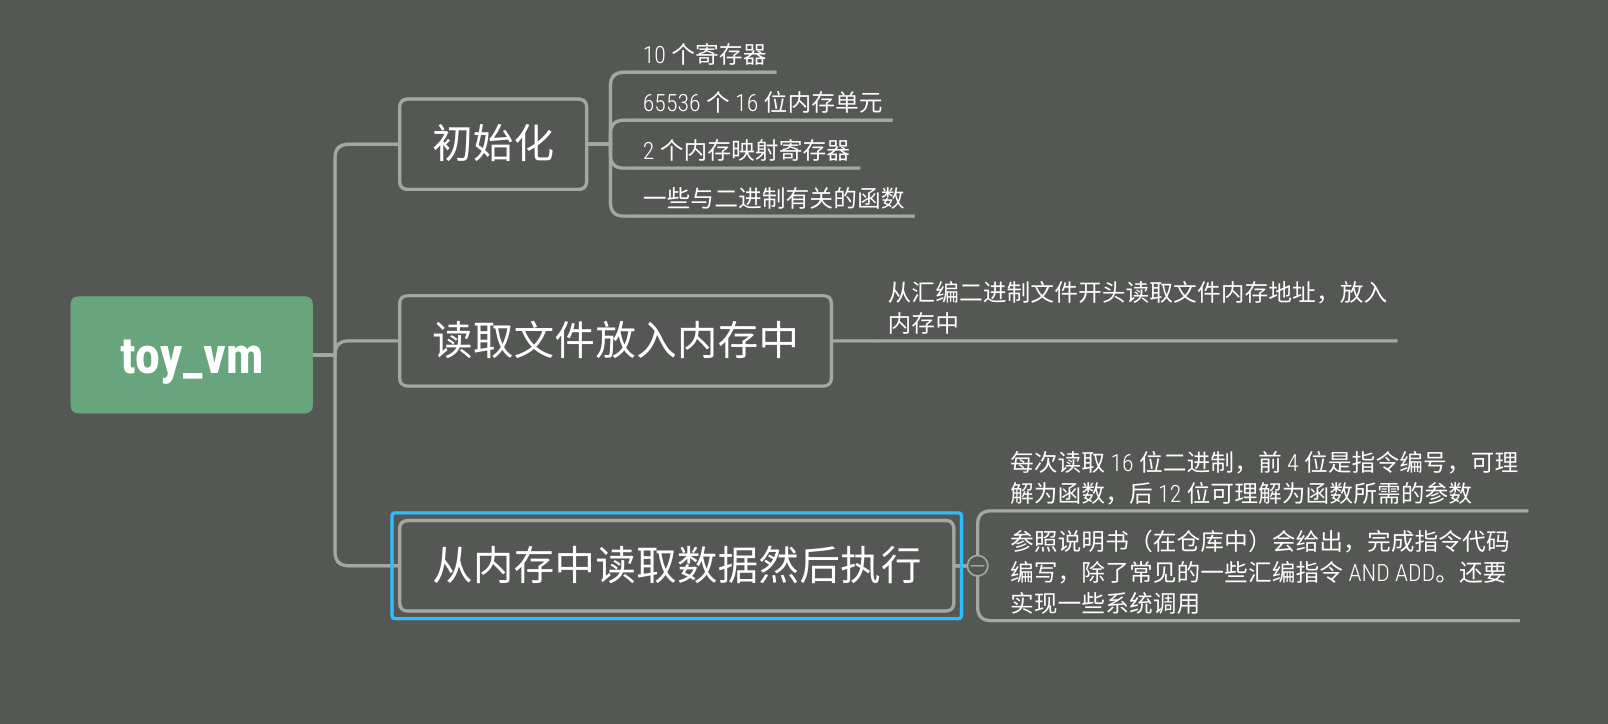 toy_vm
初始化
10 个寄存器
65536 个 16 位内存单元
2 个内存映射寄存器
一些与二进制有关的函数
读取文件放入内存中
从汇编二进制文件开头读取文件内存地址，放入
内存中
从内存中读取数据然后执行
每次读取 16 位二进制，前 4 位是指令编号，可理
解为函数，后 12 位可理解为函数所需的参数
参照说明书（在仓库中）会给出，完成指令代码
编写，除了常见的一些汇编指令 AND ADD。还要
实现一些系统调用